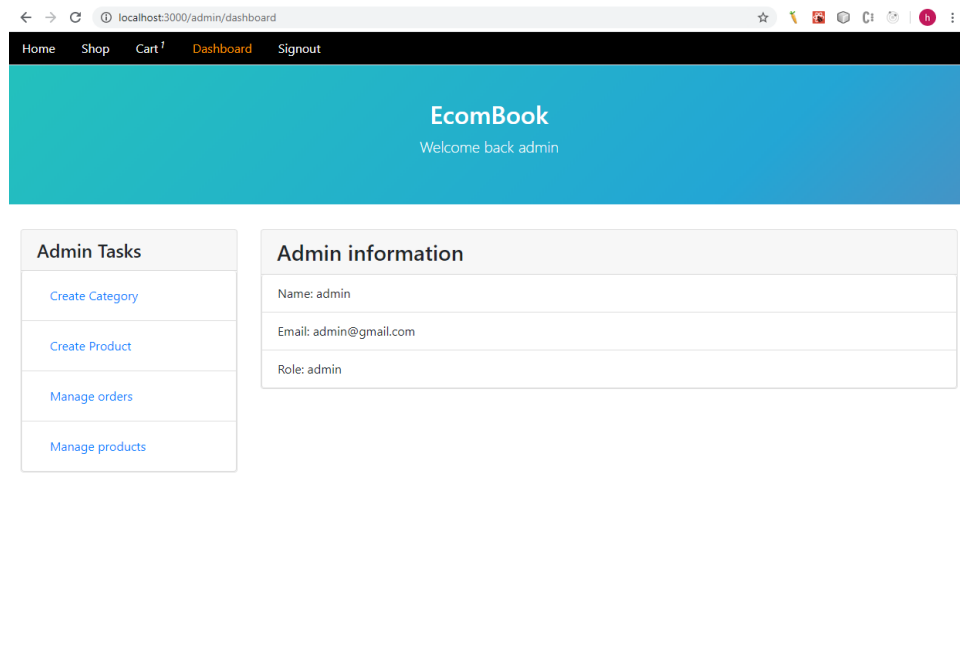 localhost:3000/admin/dashboard
h
Home Shop Cart 1 Dashboard Signout
EcomBook
Welcome back admin
Admin Tasks
Create Category
Create Product
Manage orders
Manage products
Admin information
Name: admin
Email: admin@gmail.com
Role: admin